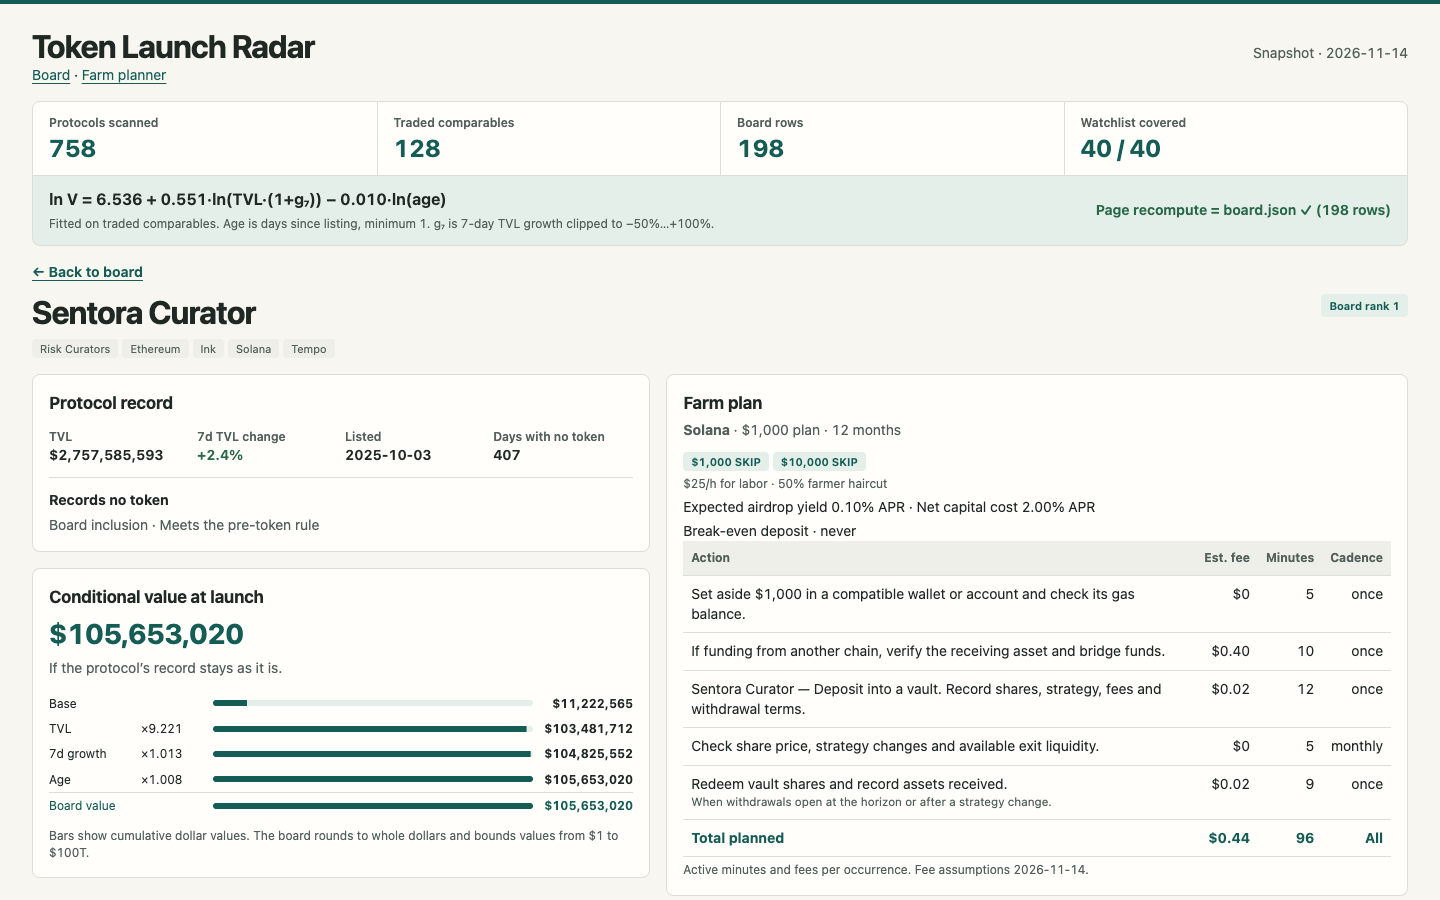 Token Launch Radar
Board · Farm planner
Snapshot · 2026-11-14
Protocols scanned
758
Traded comparables
128
Board rows
198
Watchlist covered
40 / 40
ln V = 6.536 + 0.551·ln(TVL·(1+g₇)) − 0.010·ln(age)
Fitted on traded comparables. Age is days since listing, minimum 1. g₇ is 7-day TVL growth clipped to −50%…+100%.
Page recompute = board.json ✓ (198 rows)
← Back to board
Sentora Curator
Board rank 1
Risk Curators Ethereum Ink Solana Tempo
Protocol record
TVL 7d TVL change Listed Days with no token
$2,757,585,593 +2.4% 2025-10-03 407
Records no token
Board inclusion · Meets the pre-token rule
Conditional value at launch
$105,653,020
If the protocol's record stays as it is.
Base $11,222,565
TVL ×9.221 $103,481,712
7d growth ×1.013 $104,825,552
Age ×1.008 $105,653,020
Board value $105,653,020
Bars show cumulative dollar values. The board rounds to whole dollars and bounds values from $1 to
$100T.
Farm plan
Solana · $1,000 plan · 12 months
$1,000 SKIP $10,000 SKIP
$25/h for labor · 50% farmer haircut
Expected airdrop yield 0.10% APR · Net capital cost 2.00% APR
Break-even deposit · never
Action Est. fee Minutes Cadence
Set aside $1,000 in a compatible wallet or account and check its gas $0 5 once
balance.
If funding from another chain, verify the receiving asset and bridge funds. $0.40 10 once
Sentora Curator — Deposit into a vault. Record shares, strategy, fees and $0.02 12 once
withdrawal terms.
Check share price, strategy changes and available exit liquidity. $0 5 monthly
Redeem vault shares and record assets received. $0.02 9 once
When withdrawals open at the horizon or after a strategy change.
Total planned $0.44 96 All
Active minutes and fees per occurrence. Fee assumptions 2026-11-14.